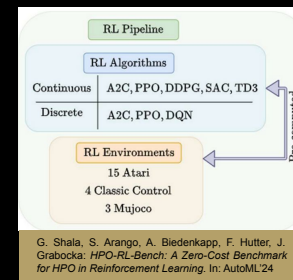 RL Pipeline
RL Algorithms
Continuous A2C, PPO, DDPG, SAC, TD3
Discrete A2C, PPO, DQN
RL Environments
15 Atari
4 Classic Control
3 Mujoco
G. Shala, S. Arango, A. Biedenkapp, F. Hutter, J.
Grabocka: HPO-RL-Bench: A Zero-Cost Benchmark
for HPO in Reinforcement Learning. In: AutoML'24